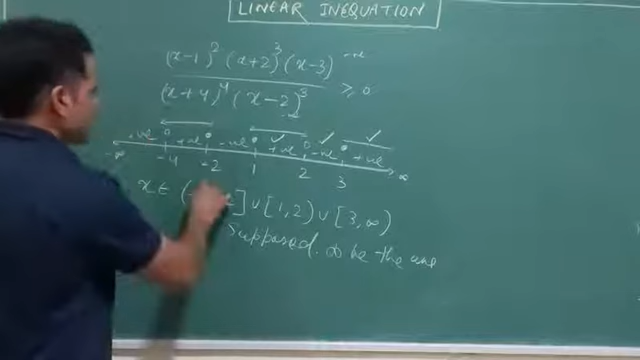 LINEAR INEQUATION
(x-1)² (x+2)³ (x-3) -ve
(x+4)⁴ (x-2)³ ≥ 0
+ve +ve -ve +ve -ve +ve
-∞ -4 -2 1 2 3 ∞
x ∈ ( ] ∪ [1, 2) ∪ [3, ∞)
Supposed to be the